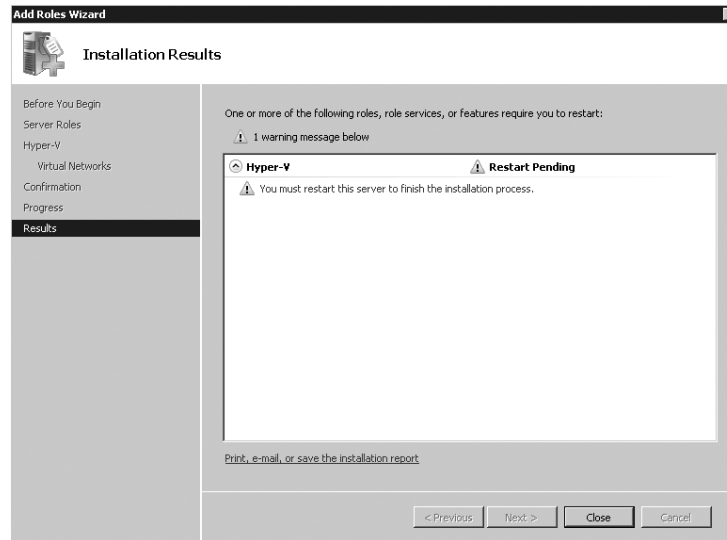 Add Roles Wizard
Installation Results
Before You Begin
Server Roles
Hyper-V
Virtual Networks
Confirmation
Progress
Results
One or more of the following roles, role services, or features require you to restart:
1 warning message below
Hyper-V Restart Pending
You must restart this server to finish the installation process.
Print, e-mail, or save the installation report
< Previous Next > Close Cancel